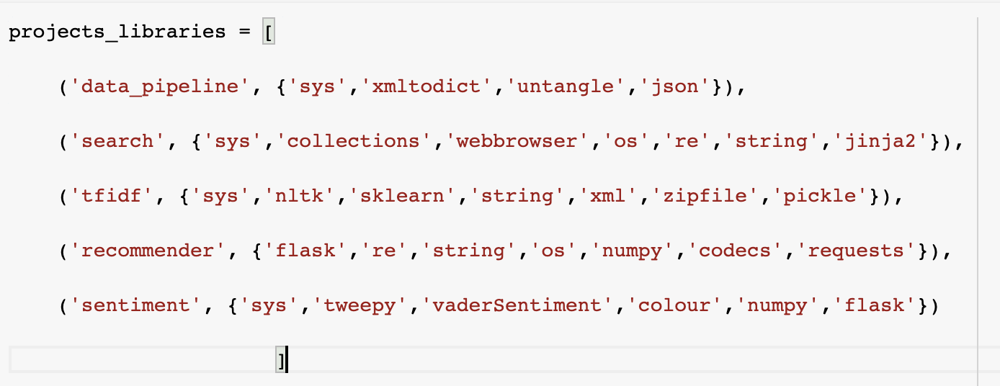 projects_libraries = [
('data_pipeline', {'sys','xmltodict','untangle','json'}),
('search', {'sys','collections','webbrowser','os','re','string','jinja2'}),
('tfidf', {'sys','nltk','sklearn','string','xml','zipfile','pickle'}),
('recommender', {'flask','re','string','os','numpy','codecs','requests'}),
('sentiment', {'sys','tweepy','vaderSentiment','colour','numpy','flask'})
]